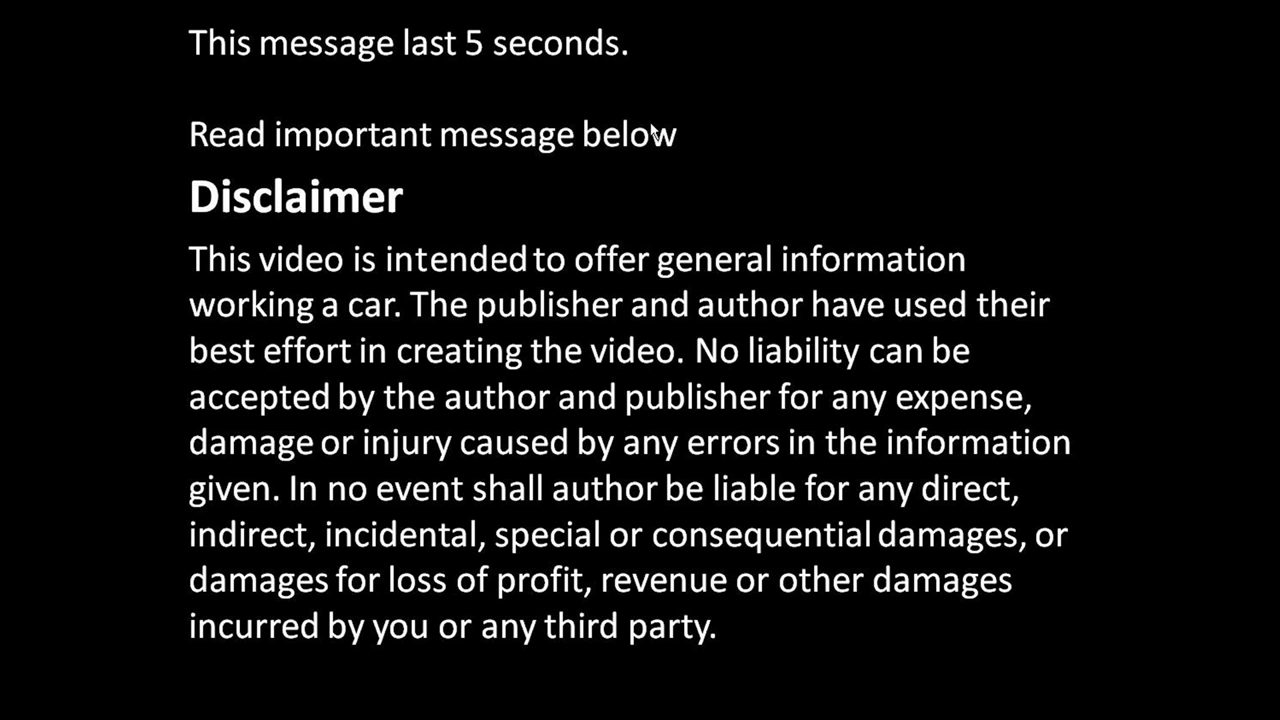 This message last 5 seconds.
Read important message below
Disclaimer
This video is intended to offer general information
working a car. The publisher and author have used their
best effort in creating the video. No liability can be
accepted by the author and publisher for any expense,
damage or injury caused by any errors in the information
given. In no event shall author be liable for any direct,
indirect, incidental, special or consequential damages, or
damages for loss of profit, revenue or other damages
incurred by you or any third party.